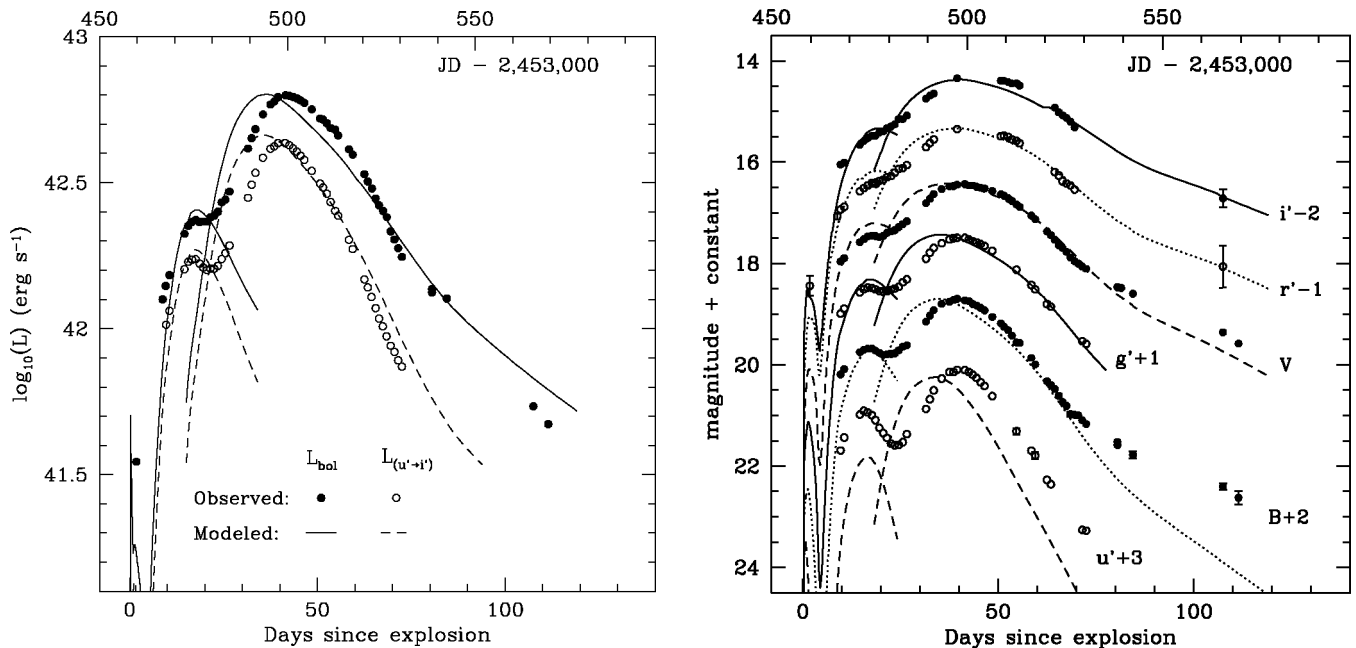 450 500 550
43
42.5
42
41.5
log₁₀(L) (erg s⁻¹)
JD − 2,453,000
L_bol L_(u'→i')
Observed:
Modeled:
0 50 100
Days since explosion
450 500 550
14
16
18
20
22
24
magnitude + constant
JD − 2,453,000
i'−2
r'−1
V
g'+1
B+2
u'+3
0 50 100
Days since explosion